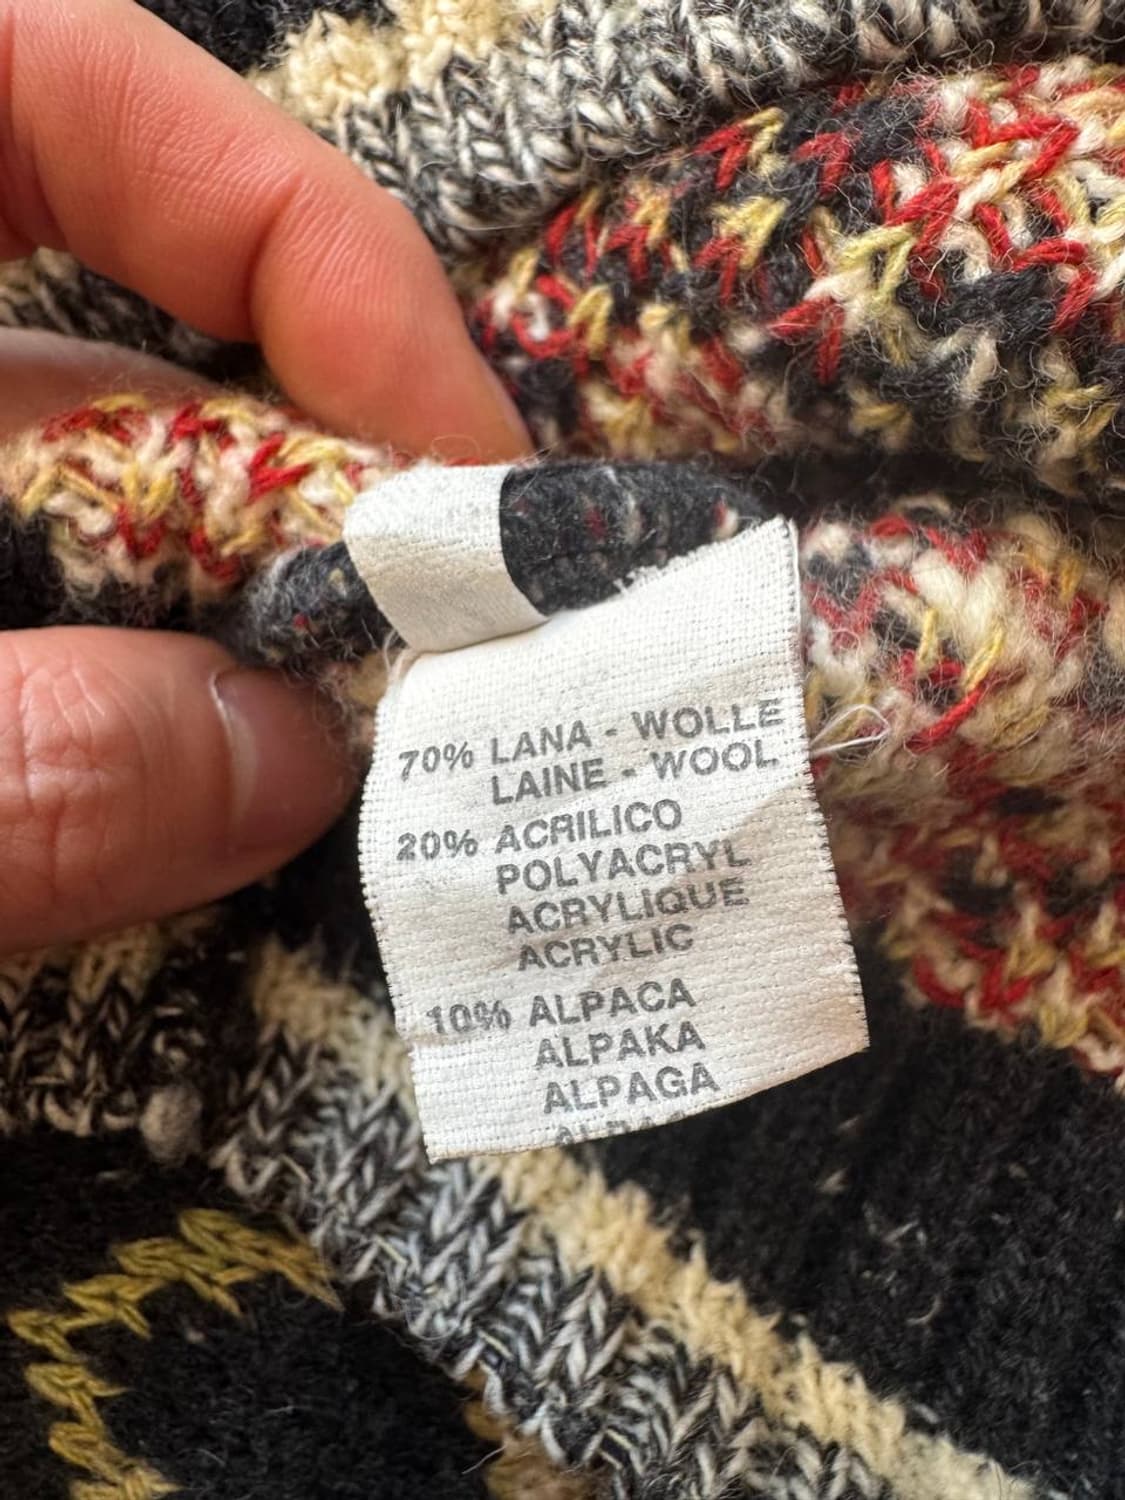 70% LANA - WOLLE
LAINE - WOOL
20% ACRILICO
POLYACRYL
ACRYLIQUE
ACRYLIC
10% ALPACA
ALPAKA
ALPAGA